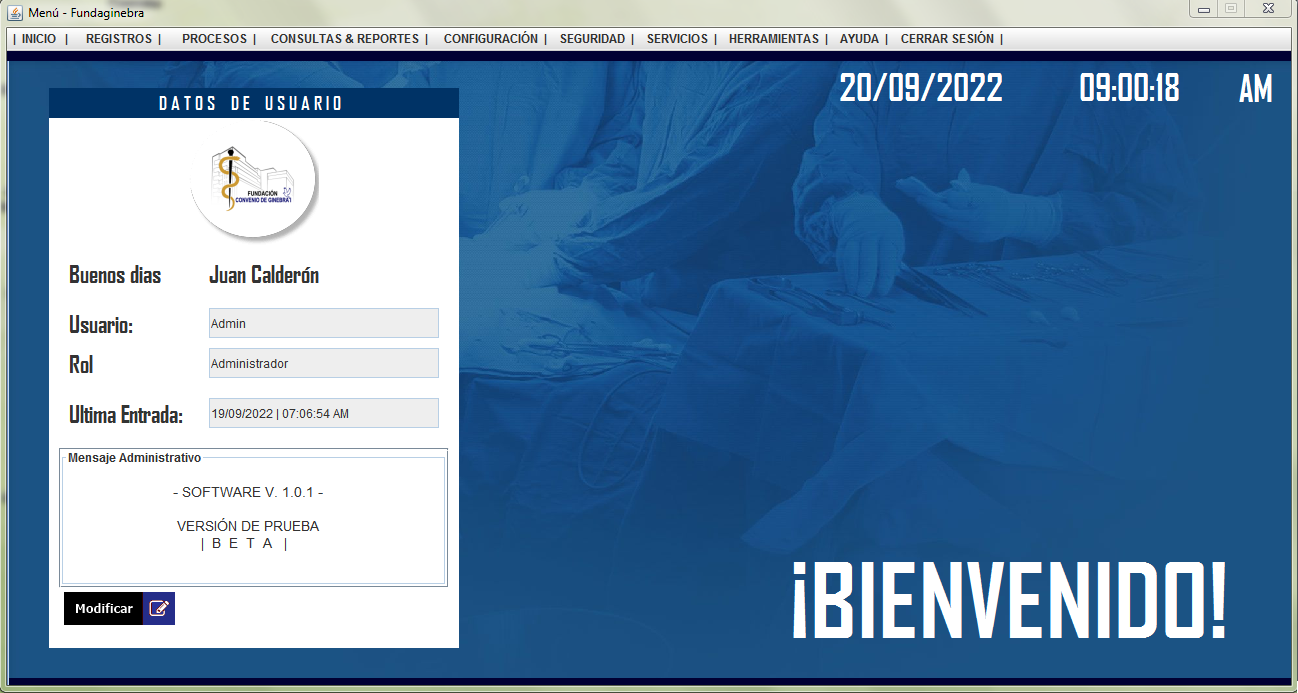 Menú - Fundaginebra
| INICIO | REGISTROS | PROCESOS | CONSULTAS & REPORTES | CONFIGURACIÓN | SEGURIDAD | SERVICIOS | HERRAMIENTAS | AYUDA | CERRAR SESIÓN |
20/09/2022 09:00:18 AM
DATOS DE USUARIO
FUNDACIÓN
CONVENIO DE GINEBRA
Buenos dias Juan Calderón
Usuario: Admin
Rol Administrador
Ultima Entrada: 19/09/2022 | 07:06:54 AM
Mensaje Administrativo
- SOFTWARE V. 1.0.1 -
VERSIÓN DE PRUEBA
| B E T A |
Modificar
¡BIENVENIDO!